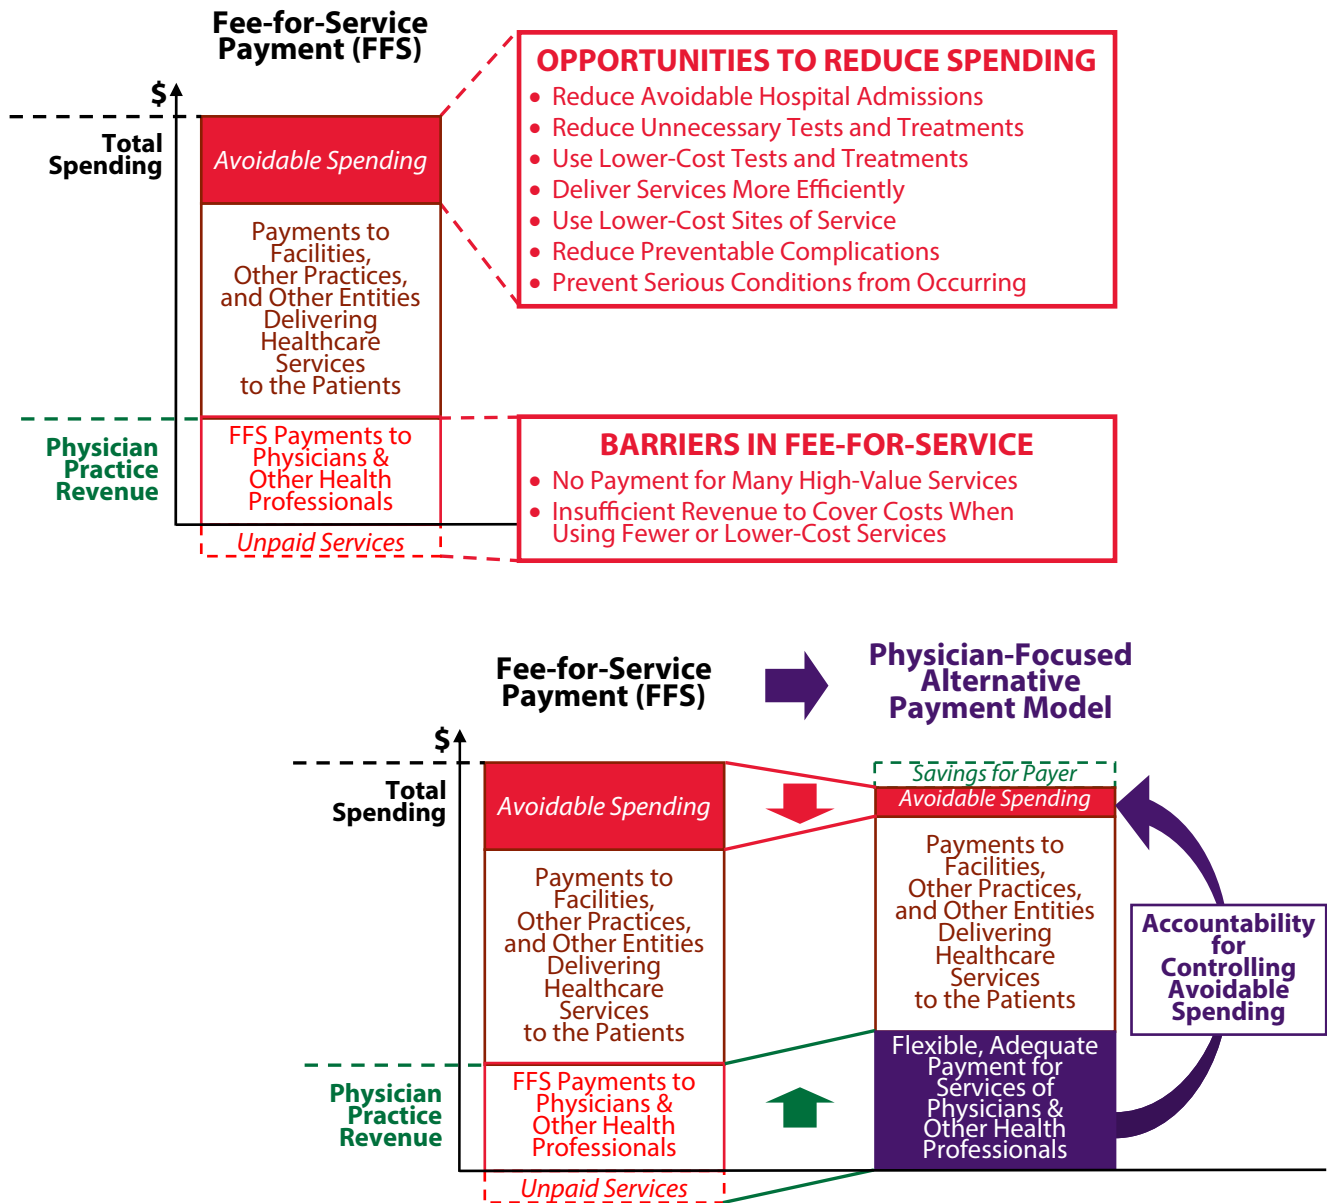 Fee-for-Service
Payment (FFS)
$
Total
Spending
Avoidable Spending
Payments to
Facilities,
Other Practices,
and Other Entities
Delivering
Healthcare
Services
to the Patients
Physician
Practice
Revenue
FFS Payments to
Physicians &
Other Health
Professionals
Unpaid Services
OPPORTUNITIES TO REDUCE SPENDING
• Reduce Avoidable Hospital Admissions
• Reduce Unnecessary Tests and Treatments
• Use Lower-Cost Tests and Treatments
• Deliver Services More Efficiently
• Use Lower-Cost Sites of Service
• Reduce Preventable Complications
• Prevent Serious Conditions from Occurring
BARRIERS IN FEE-FOR-SERVICE
• No Payment for Many High-Value Services
• Insufficient Revenue to Cover Costs When
Using Fewer or Lower-Cost Services
Fee-for-Service
Payment (FFS)
Physician-Focused
Alternative
Payment Model
$
Total
Spending
Avoidable Spending
Payments to
Facilities,
Other Practices,
and Other Entities
Delivering
Healthcare
Services
to the Patients
Physician
Practice
Revenue
FFS Payments to
Physicians &
Other Health
Professionals
Unpaid Services
Savings for Payer
Avoidable Spending
Payments to
Facilities,
Other Practices,
and Other Entities
Delivering
Healthcare
Services
to the Patients
Flexible, Adequate
Payment for
Services of
Physicians &
Other Health
Professionals
Accountability
for
Controlling
Avoidable
Spending